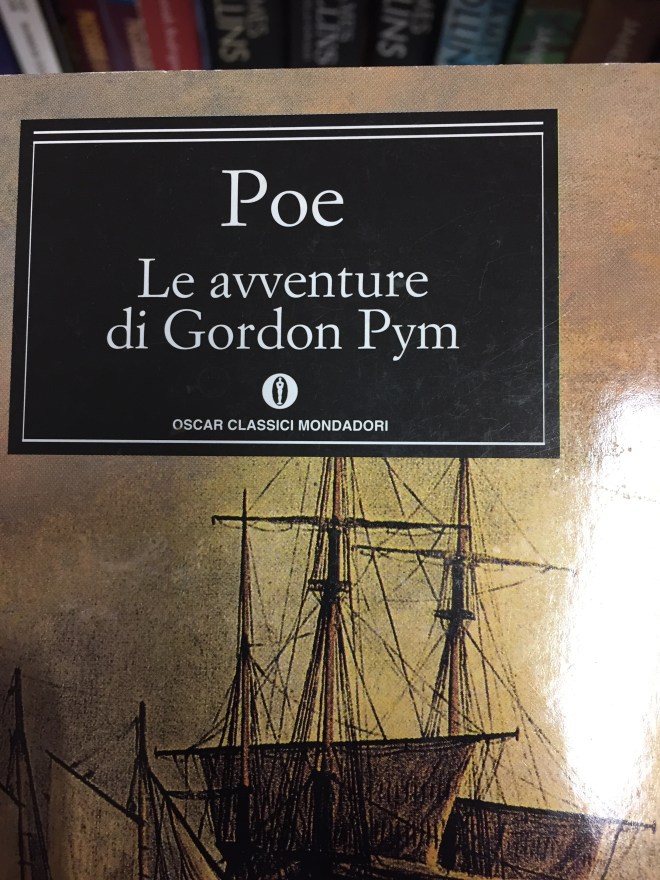 Poe
Le avventure
di Gordon Pym
OSCAR CLASSICI MONDADORI